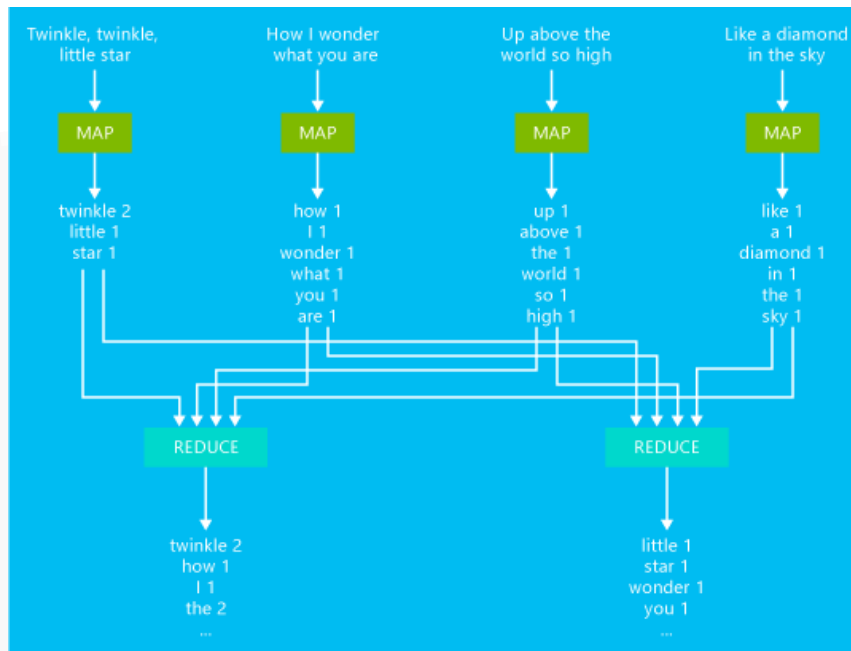 Twinkle, twinkle,
little star
How I wonder
what you are
Up above the
world so high
Like a diamond
in the sky
MAP
MAP
MAP
MAP
twinkle 2
little 1
star 1
how 1
I 1
wonder 1
what 1
you 1
are 1
up 1
above 1
the 1
world 1
so 1
high 1
like 1
a 1
diamond 1
in 1
the 1
sky 1
REDUCE
REDUCE
twinkle 2
how 1
I 1
the 2
...
little 1
star 1
wonder 1
you 1
...